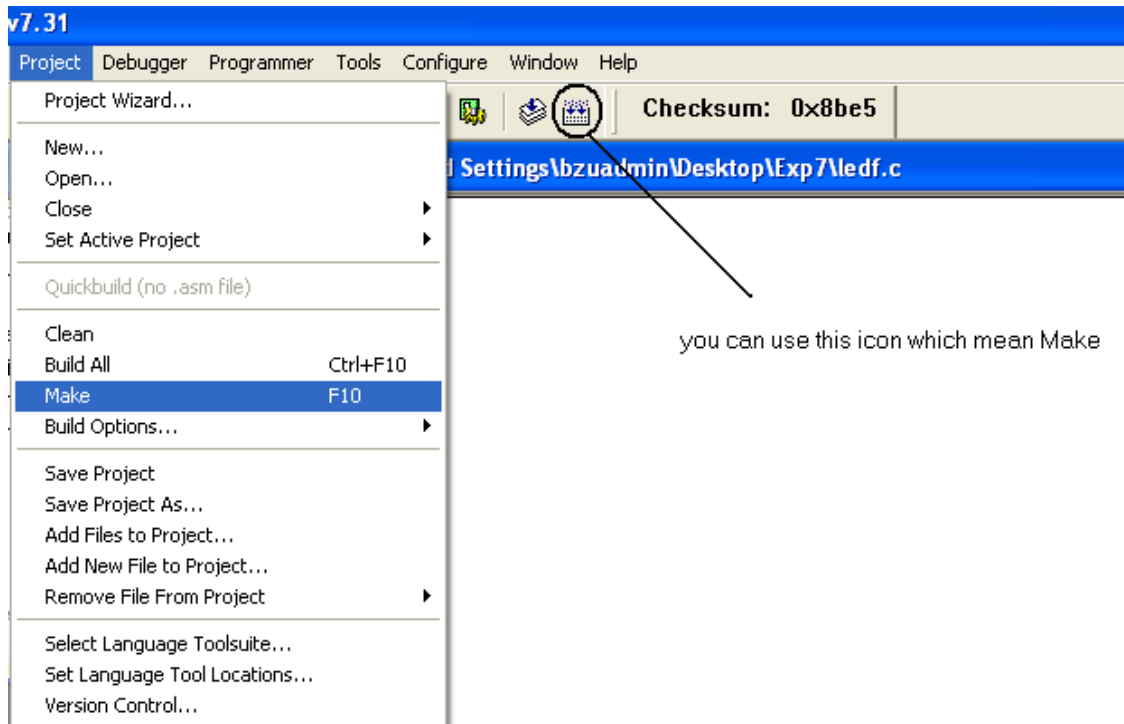 v7.31
Project Debugger Programmer Tools Configure Window Help
Project Wizard...
Checksum: 0x8be5
New...
Settings\bzuadmin\Desktop\Exp7\ledf.c
Open...
Close
Set Active Project
Quickbuild (no .asm file)
Clean
you can use this icon which mean Make
Build All Ctrl+F10
Make F10
Build Options...
Save Project
Save Project As...
Add Files to Project...
Add New File to Project...
Remove File From Project
Select Language Toolsuite...
Set Language Tool Locations...
Version Control...